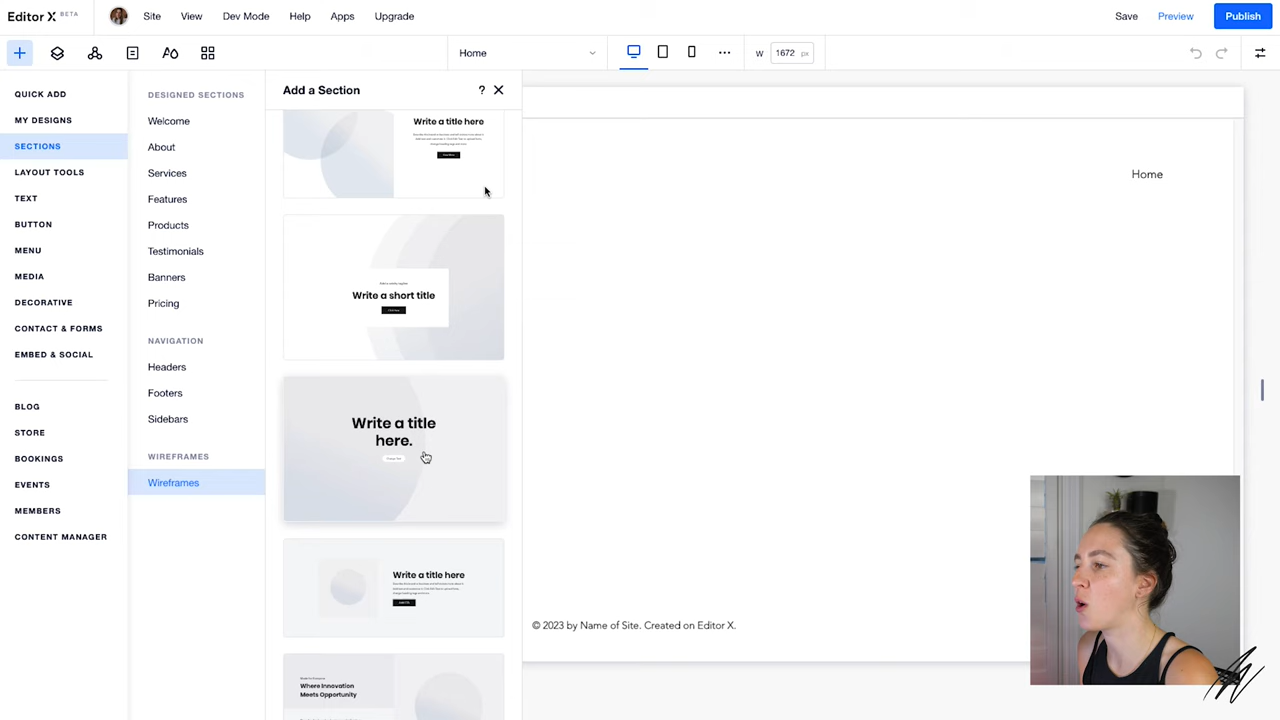 Editor X BETA
Site View Dev Mode Help Apps Upgrade
Save Preview Publish
Home
W 1672 px
QUICK ADD
MY DESIGNS
SECTIONS
LAYOUT TOOLS
TEXT
BUTTON
MENU
MEDIA
DECORATIVE
CONTACT & FORMS
EMBED & SOCIAL
BLOG
STORE
BOOKINGS
EVENTS
MEMBERS
CONTENT MANAGER
DESIGNED SECTIONS
Welcome
About
Services
Features
Products
Testimonials
Banners
Pricing
NAVIGATION
Headers
Footers
Sidebars
WIREFRAMES
Wireframes
Add a Section
?
Write a title here
Write a short title
Write a title
here.
Write a title here
Where Innovation
Meets Opportunity
Home
© 2023 by Name of Site. Created on Editor X.